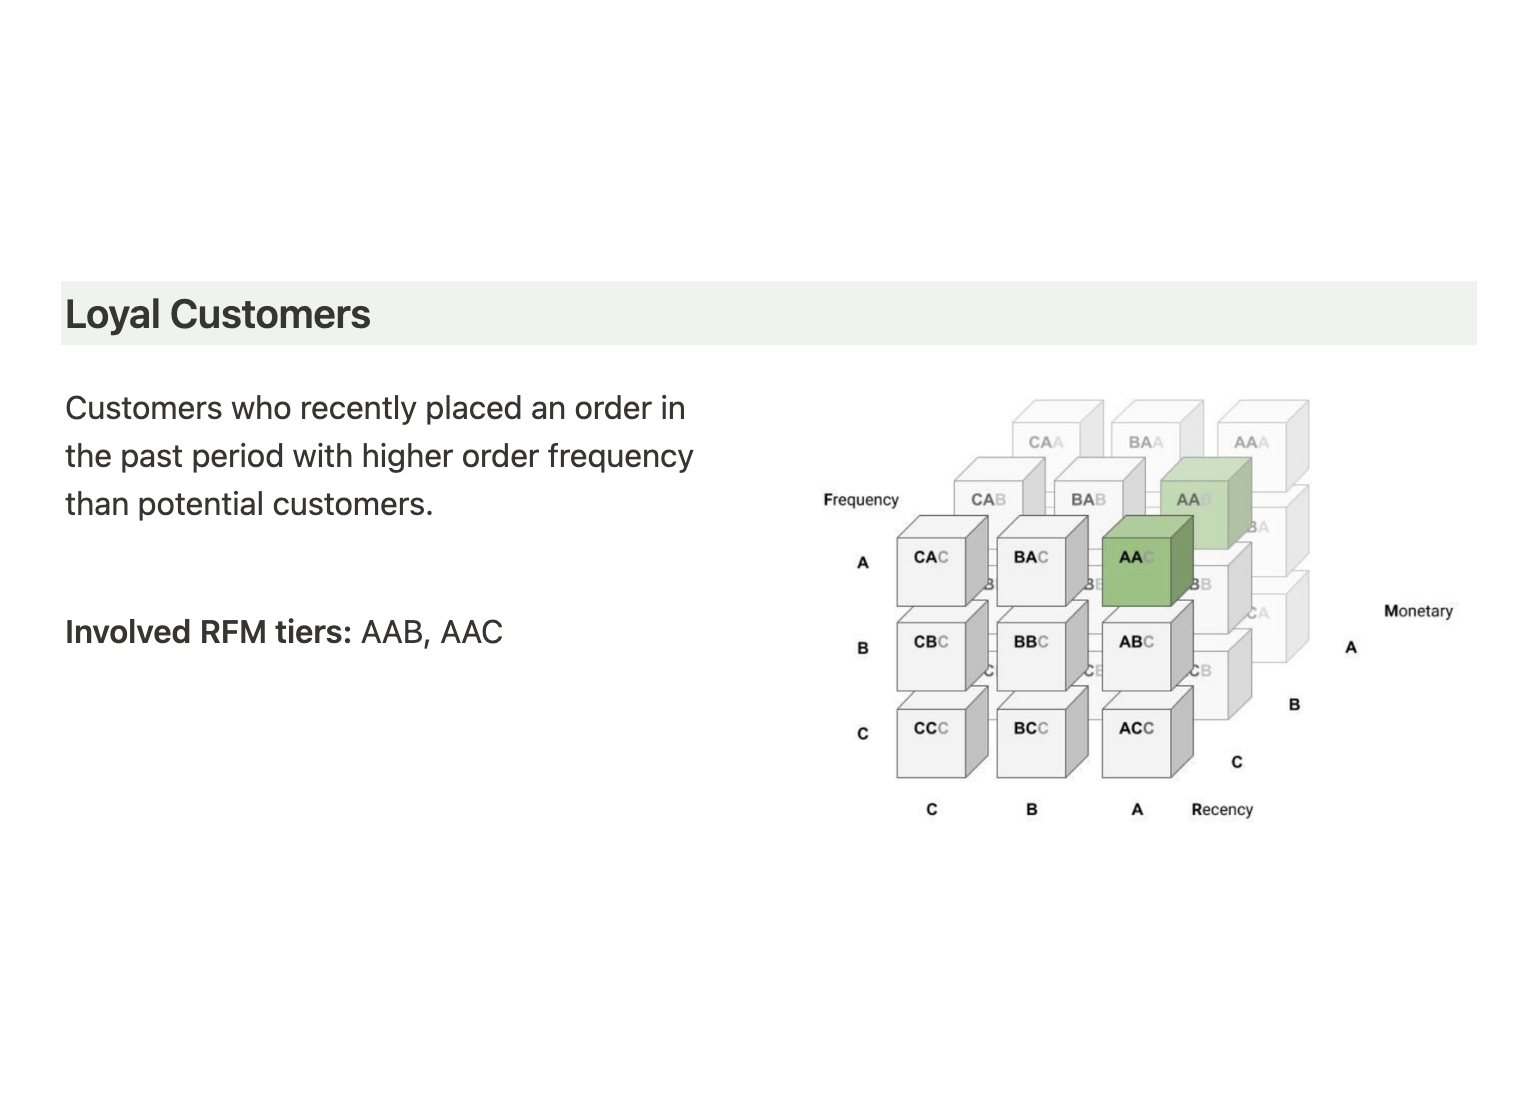 Loyal Customers
Customers who recently placed an order in
the past period with higher order frequency
than potential customers.
Involved RFM tiers: AAB, AAC
CAA BAA AAA
Frequency CAB BAB AAB
A CAC BAC AAC
B CBC BBC ABC
C CCC BCC ACC
Monetary
A
B
C
C B A Recency